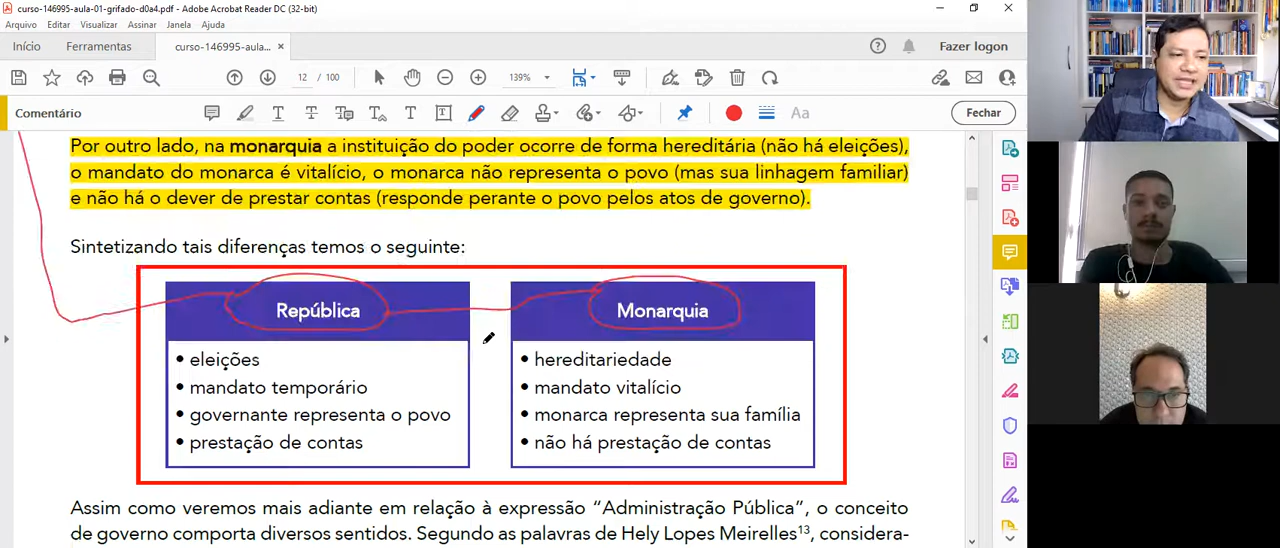 curso-146995-aula-01-grifado-d0a4.pdf - Adobe Acrobat Reader DC (32-bit)
Arquivo Editar Visualizar Assinar Janela Ajuda
Início Ferramentas curso-146995-aula... × Fazer logon
12 / 100 139%
Comentário Aa Fechar
Por outro lado, na monarquia a instituição do poder ocorre de forma hereditária (não há eleições),
o mandato do monarca é vitalício, o monarca não representa o povo (mas sua linhagem familiar)
e não há o dever de prestar contas (responde perante o povo pelos atos de governo).
Sintetizando tais diferenças temos o seguinte:
República
• eleições
• mandato temporário
• governante representa o povo
• prestação de contas
Monarquia
• hereditariedade
• mandato vitalício
• monarca representa sua família
• não há prestação de contas
Assim como veremos mais adiante em relação à expressão “Administração Pública”, o conceito
de governo comporta diversos sentidos. Segundo as palavras de Hely Lopes Meirelles¹³, considera-